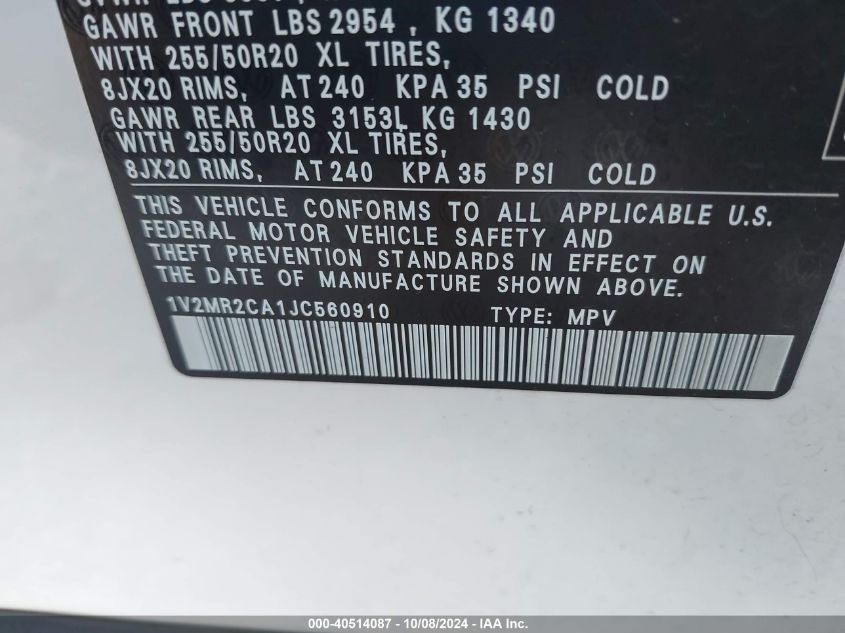 GAWR FRONT LBS 2954 , KG 1340
WITH 255/50R20 XL TIRES,
8JX20 RIMS, AT 240 KPA 35 PSI COLD
GAWR REAR LBS 3153L KG 1430
WITH 255/50R20 XL TIRES,
8JX20 RIMS, AT 240 KPA 35 PSI COLD
THIS VEHICLE CONFORMS TO ALL APPLICABLE U.S.
FEDERAL MOTOR VEHICLE SAFETY AND
THEFT PREVENTION STANDARDS IN EFFECT ON
THE DATE OF MANUFACTURE SHOWN ABOVE.
1V2MR2CA1JC560910 TYPE: MPV
000-40514087 - 10/08/2024 - IAA Inc.